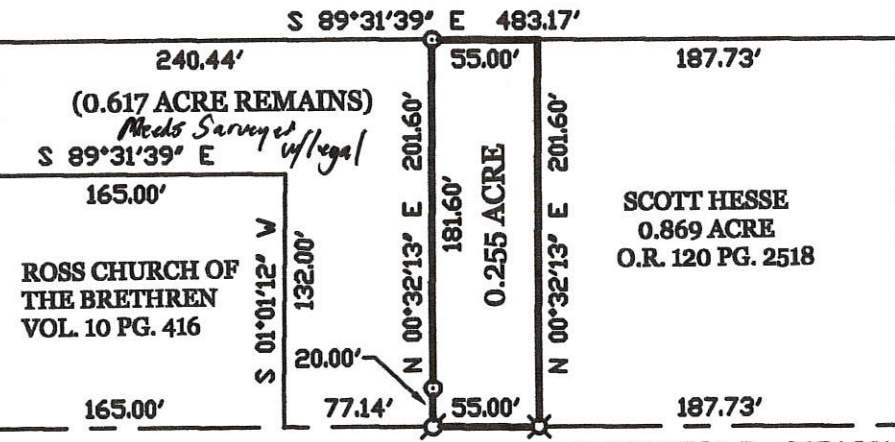 S 89°31'39" E 483.17'
240.44'
55.00'
187.73'
(0.617 ACRE REMAINS)
Needs Surveyed
w/legal
S 89°31'39" E
165.00'
ROSS CHURCH OF
THE BRETHREN
VOL. 10 PG. 416
S 01°01'12" W
132.00'
N 00°32'13" E 201.60'
181.60'
0.255 ACRE
N 00°32'13" E 201.60'
SCOTT HESSE
0.869 ACRE
O.R. 120 PG. 2518
20.00'
165.00'
77.14'
55.00'
187.73'